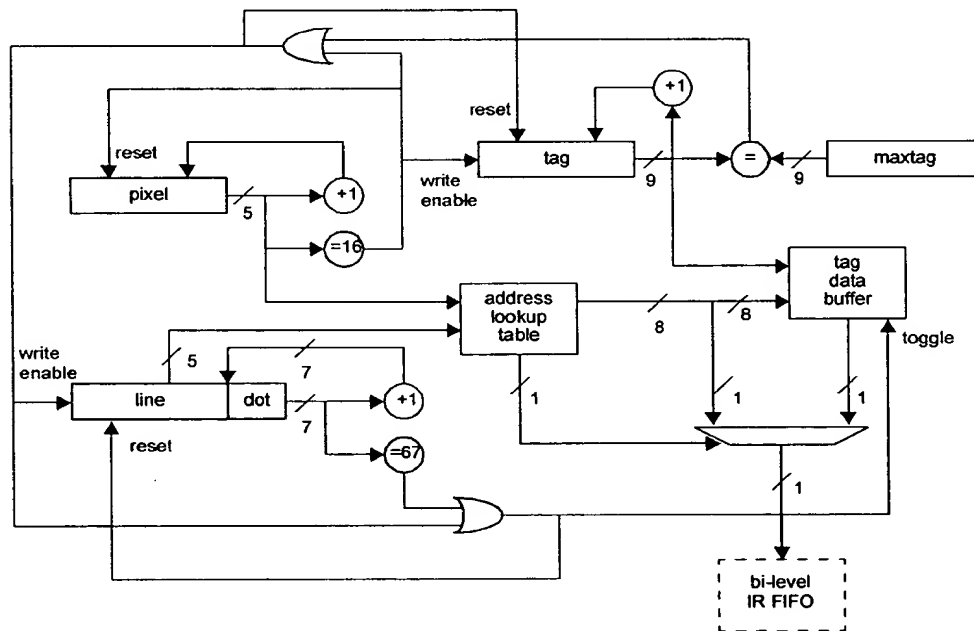 +1
reset
tag
=
maxtag
9
9
write
enable
reset
pixel
+1
5
=16
tag
data
buffer
address
lookup
table
8
8
toggle
write
enable
5
7
line
dot
+1
7
1
1
1
reset
=67
1
bi-level
IR FIFO